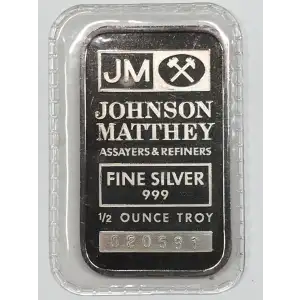 JM
JOHNSON
MATTHEY
ASSAYERS & REFINERS
FINE SILVER
999
1/2 OUNCE TROY